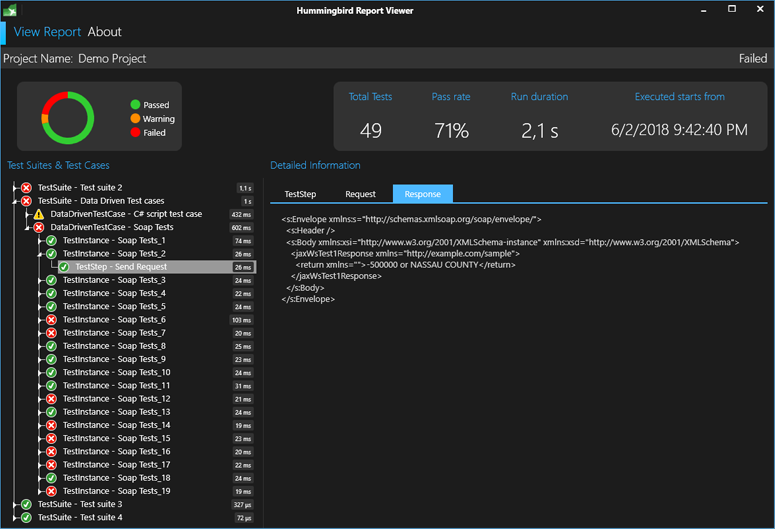 Hummingbird Report Viewer
View Report About
Project Name: Demo Project Failed
Passed
Warning
Failed
Total Tests Pass rate Run duration Executed starts from
49 71% 2,1 s 6/2/2018 9:42:40 PM
Test Suites & Test Cases
TestSuite - Test suite 2 1,1 s
TestSuite - Data Driven Test cases 1 s
DataDrivenTestCase - C# script test case 432 ms
DataDrivenTestCase - Soap Tests 602 ms
TestInstance - Soap Tests_1 74 ms
TestInstance - Soap Tests_2 26 ms
TestStep - Send Request 26 ms
TestInstance - Soap Tests_3 24 ms
TestInstance - Soap Tests_4 22 ms
TestInstance - Soap Tests_5 24 ms
TestInstance - Soap Tests_6 103 ms
TestInstance - Soap Tests_7 20 ms
TestInstance - Soap Tests_8 25 ms
TestInstance - Soap Tests_9 23 ms
TestInstance - Soap Tests_10 24 ms
TestInstance - Soap Tests_11 31 ms
TestInstance - Soap Tests_12 21 ms
TestInstance - Soap Tests_13 24 ms
TestInstance - Soap Tests_14 19 ms
TestInstance - Soap Tests_15 23 ms
TestInstance - Soap Tests_16 20 ms
TestInstance - Soap Tests_17 22 ms
TestInstance - Soap Tests_18 24 ms
TestInstance - Soap Tests_19 19 ms
TestSuite - Test suite 3 327 µs
TestSuite - Test suite 4 72 µs
Detailed Information
TestStep Request Response
<s:Envelope xmlns:s="http://schemas.xmlsoap.org/soap/envelope/">
<s:Header />
<s:Body xmlns:xsi="http://www.w3.org/2001/XMLSchema-instance" xmlns:xsd="http://www.w3.org/2001/XMLSchema">
<jaxWsTest1Response xmlns="http://example.com/sample">
<return xmlns="">-500000 or NASSAU COUNTY</return>
</jaxWsTest1Response>
</s:Body>
</s:Envelope>